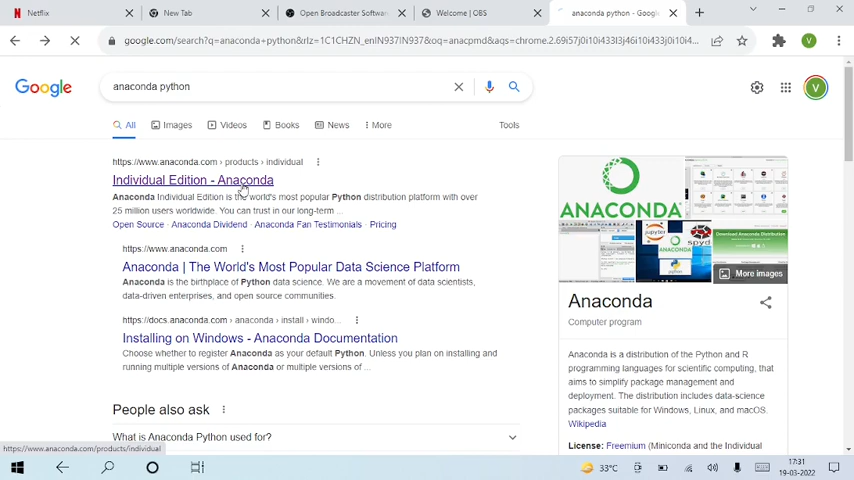 Netflix
New Tab
Open Broadcaster Softwar
Welcome | OBS
anaconda python - Google
google.com/search?q=anaconda+python&rlz=1C1CHZN_enIN937IN937&oq=anacpmd&aqs=chrome.2.69i57j0i10i433l3j46i10i433j0i10i4...
V
Google
anaconda python
V
All
Images
Videos
Books
News
More
Tools
https://www.anaconda.com › products › individual
Individual Edition - Anaconda
Anaconda Individual Edition is the world's most popular Python distribution platform with over
25 million users worldwide. You can trust in our long-term ...
Open Source · Anaconda Dividend · Anaconda Fan Testimonials · Pricing
https://www.anaconda.com
Anaconda | The World's Most Popular Data Science Platform
Anaconda is the birthplace of Python data science. We are a movement of data scientists,
data-driven enterprises, and open source communities.
https://docs.anaconda.com › anaconda › install › windo...
Installing on Windows - Anaconda Documentation
Choose whether to register Anaconda as your default Python. Unless you plan on installing and
running multiple versions of Anaconda or multiple versions of ...
People also ask
What is Anaconda Python used for?
ANACONDA
jupyter
ANACONDA
python
spyd
Download Anaconda Distribution
More images
Anaconda
Computer program
Anaconda is a distribution of the Python and R
programming languages for scientific computing, that
aims to simplify package management and
deployment. The distribution includes data-science
packages suitable for Windows, Linux, and macOS.
Wikipedia
License: Freemium (Miniconda and the Individual
https://www.anaconda.com/products/individual
33°C
17:31
19-03-2022